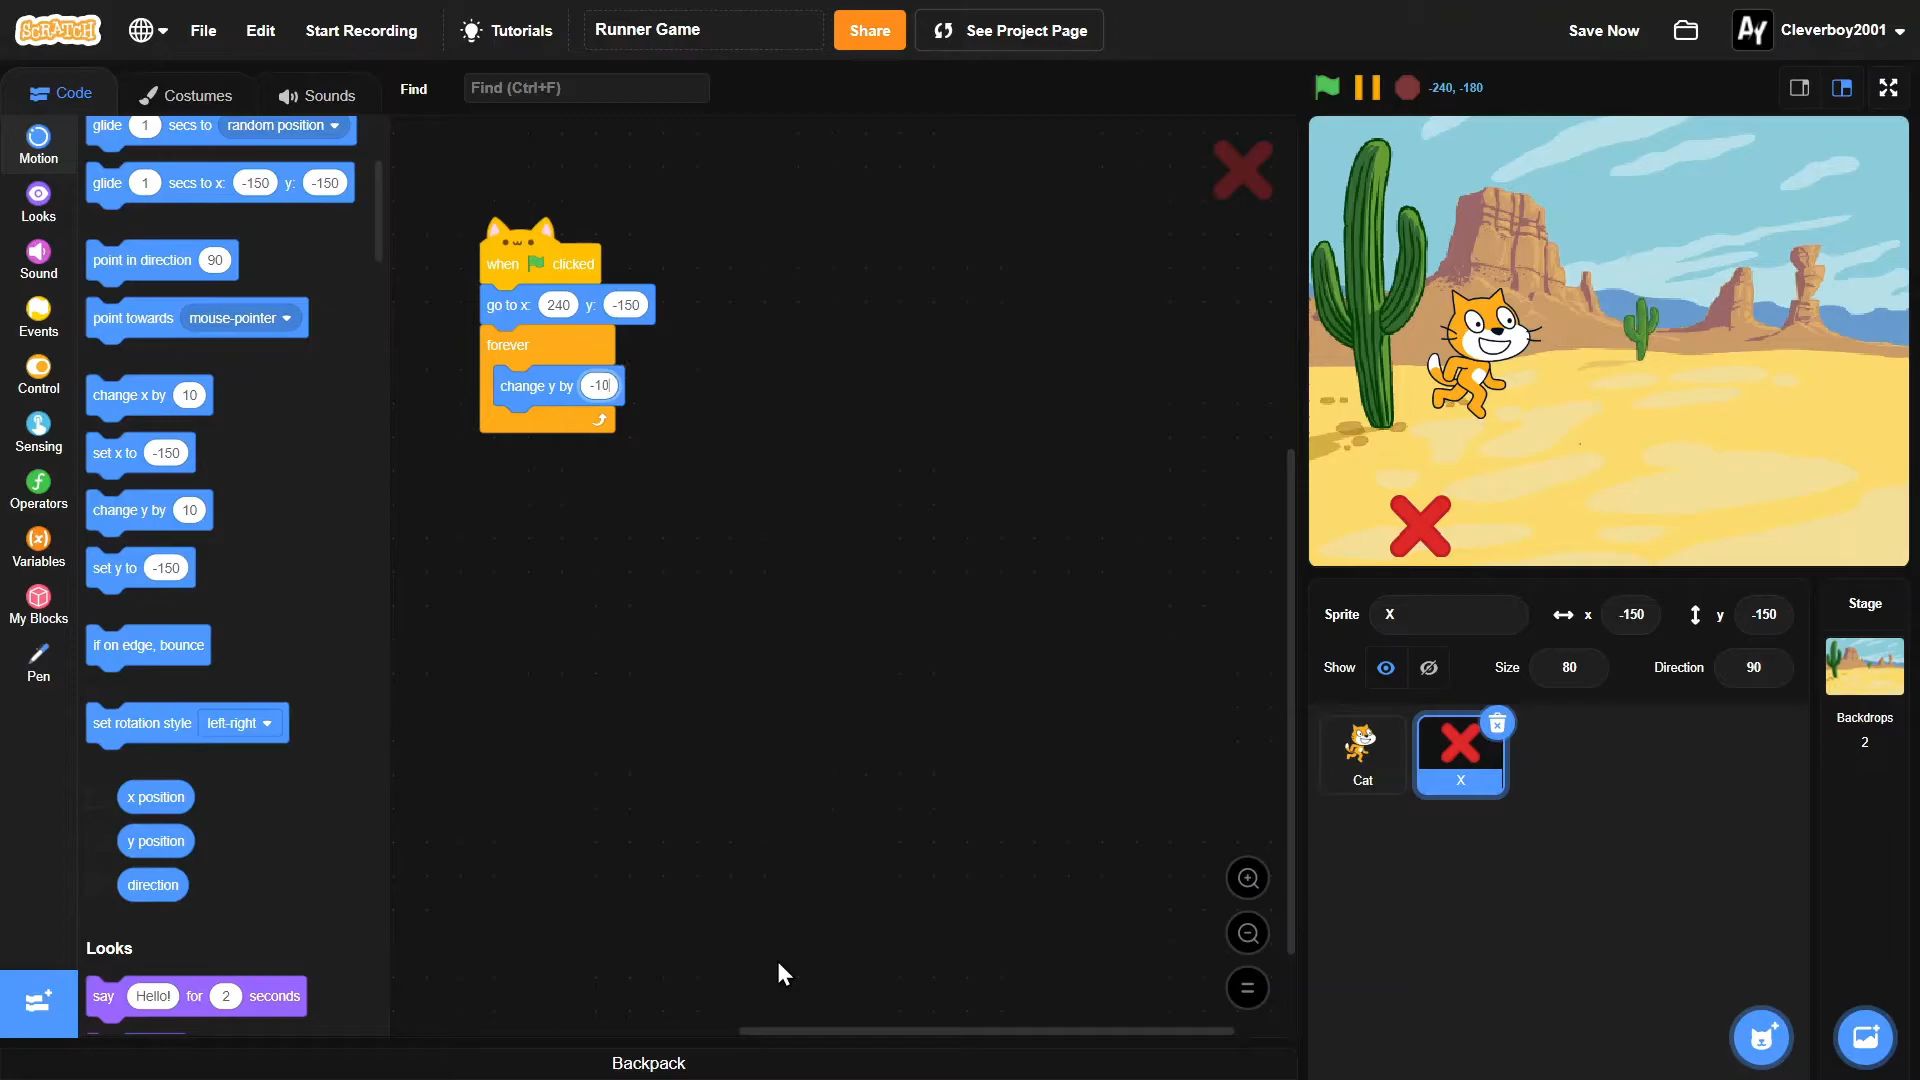 SCRATCH
File
Edit
Start Recording
Tutorials
Runner Game
Share
See Project Page
Save Now
Ay
Cleverboy2001
Code
Costumes
Sounds
Find
Find (Ctrl+F)
-240, -180
Motion
Looks
Sound
Events
Control
Sensing
Operators
Variables
My Blocks
Pen
glide 1 secs to random position
glide 1 secs to x: -150 y: -150
point in direction 90
point towards mouse-pointer
change x by 10
set x to -150
change y by 10
set y to -150
if on edge, bounce
set rotation style left-right
x position
y position
direction
Looks
say Hello! for 2 seconds
when clicked
go to x: 240 y: -150
forever
change y by -10
Backpack
Sprite X x -150 y -150
Show Size 80 Direction 90
Cat
X
Stage
Backdrops
2